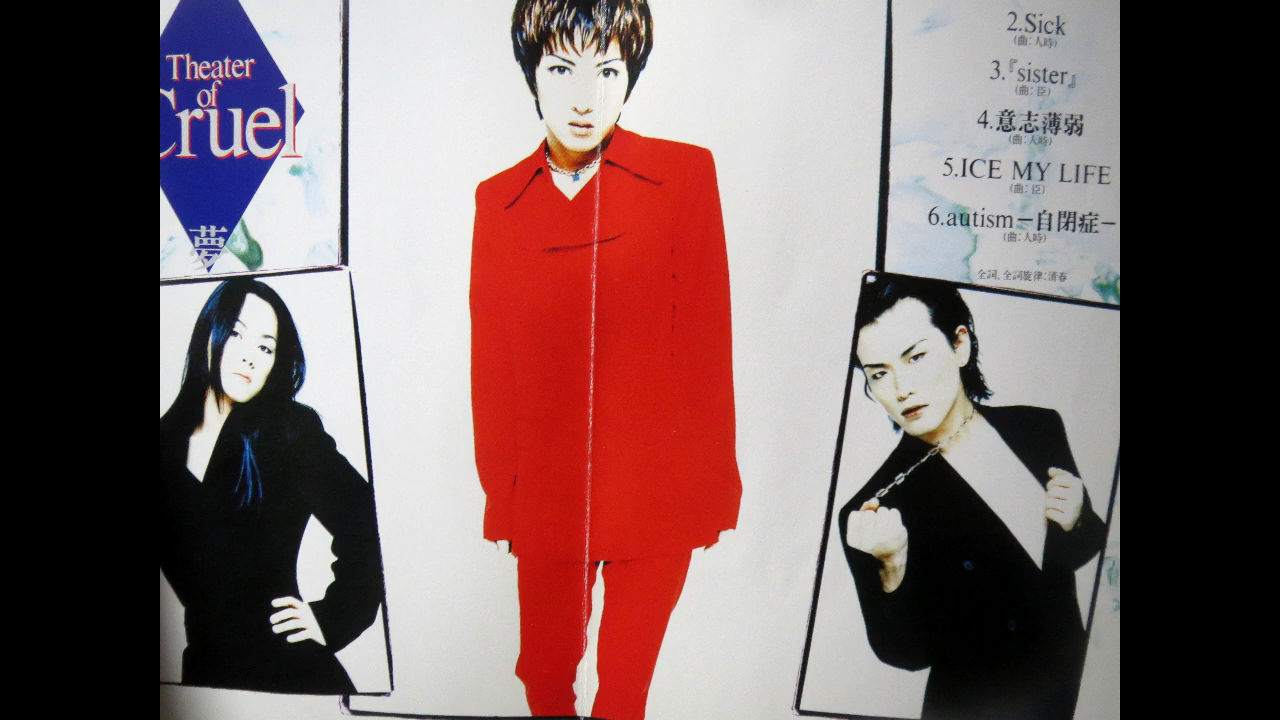 Theater
of
Cruel
夢
2.Sick
(曲:人時)
3.『sister』
(曲:臣)
4.意志薄弱
(曲:人時)
5.ICE MY LIFE
(曲:臣)
6.autism－自閉症－
(曲:人時)
全詞、全詞旋律:清春